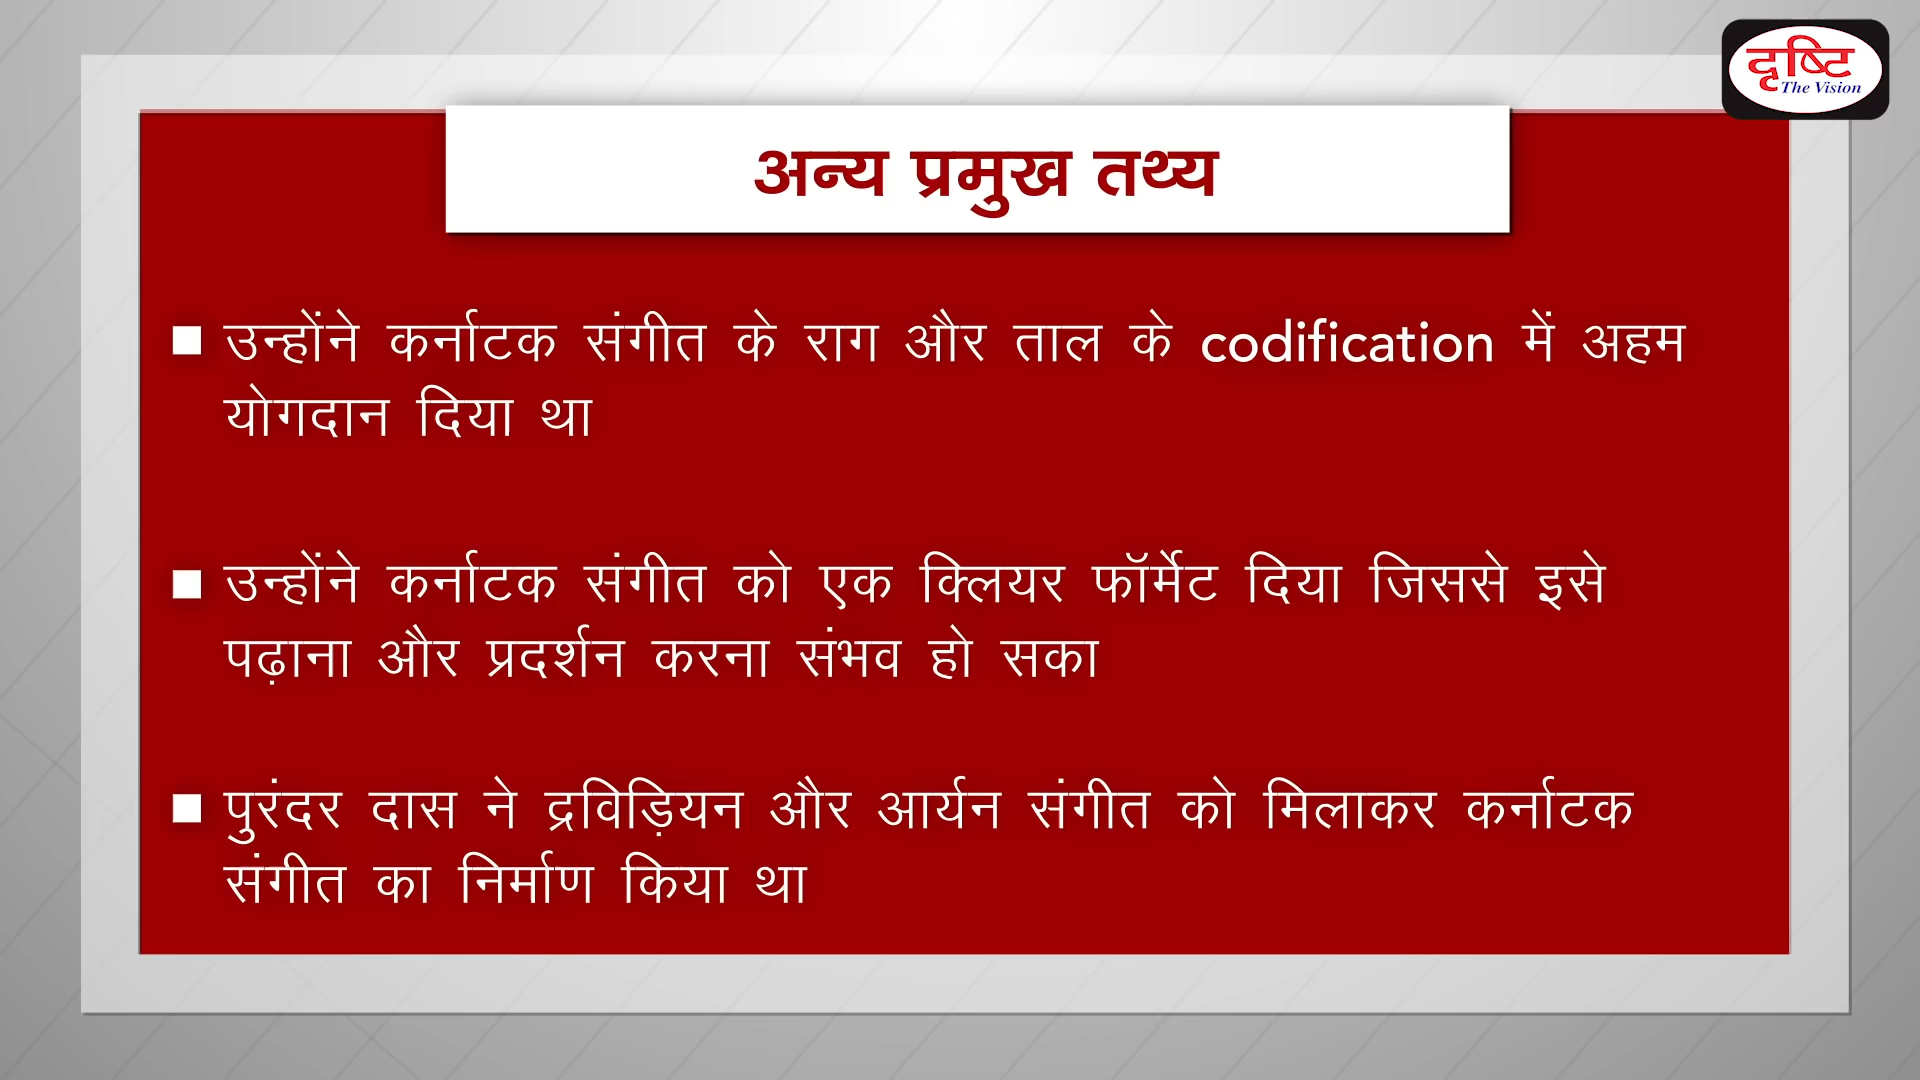 दृष्टि
The Vision
अन्य प्रमुख तथ्य
■ उन्होंने कर्नाटक संगीत के राग और ताल के codification में अहम
योगदान दिया था
■ उन्होंने कर्नाटक संगीत को एक क्लियर फॉर्मेट दिया जिससे इसे
पढ़ाना और प्रदर्शन करना संभव हो सका
■ पुरंदर दास ने द्रविड़ियन और आर्यन संगीत को मिलाकर कर्नाटक
संगीत का निर्माण किया था